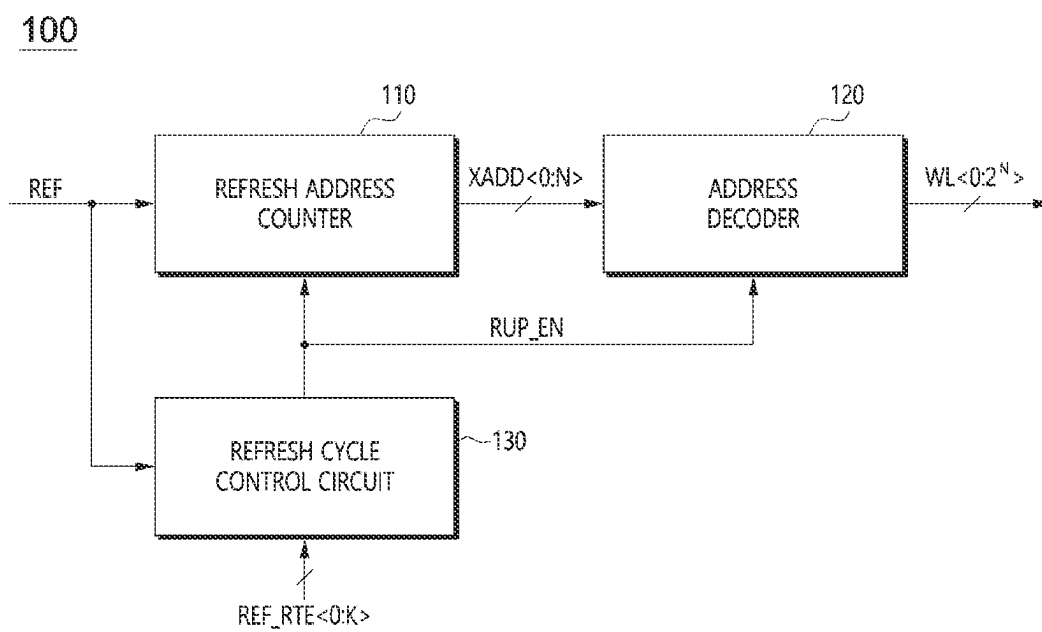 100
110
120
REF
REFRESH ADDRESS
COUNTER
XADD<0:N>
ADDRESS
DECODER
WL<0:2ᴺ>
RUP_EN
REFRESH CYCLE
CONTROL CIRCUIT
130
REF_RTE<0:K>